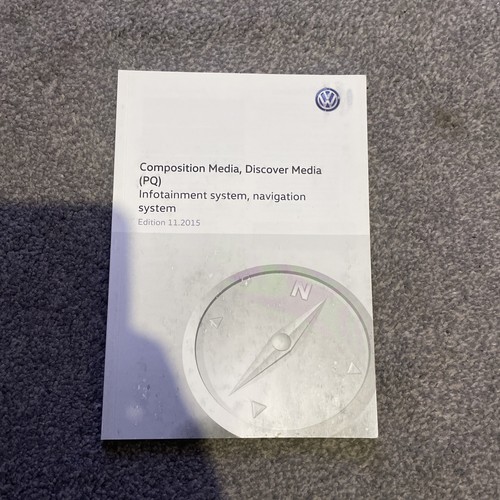 Composition Media, Discover Media
(PQ)
Infotainment system, navigation
system
Edition 11.2015
N